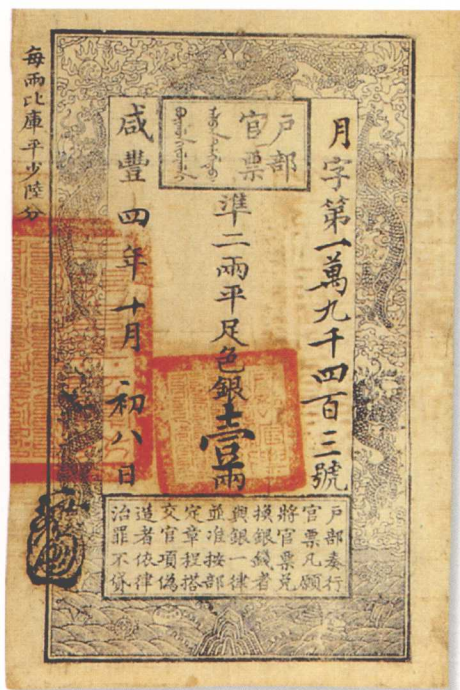 月字第一萬九千四百三號
戶部
官票
準二兩平足色銀壹兩
咸豐四年十月初八日
每兩比庫平少陸分
戶部奏行
官票凡願
將官票兌
換銀錢者
與銀一律
並准按部
定章程搭
交官項偽
造者依律
治罪不貸